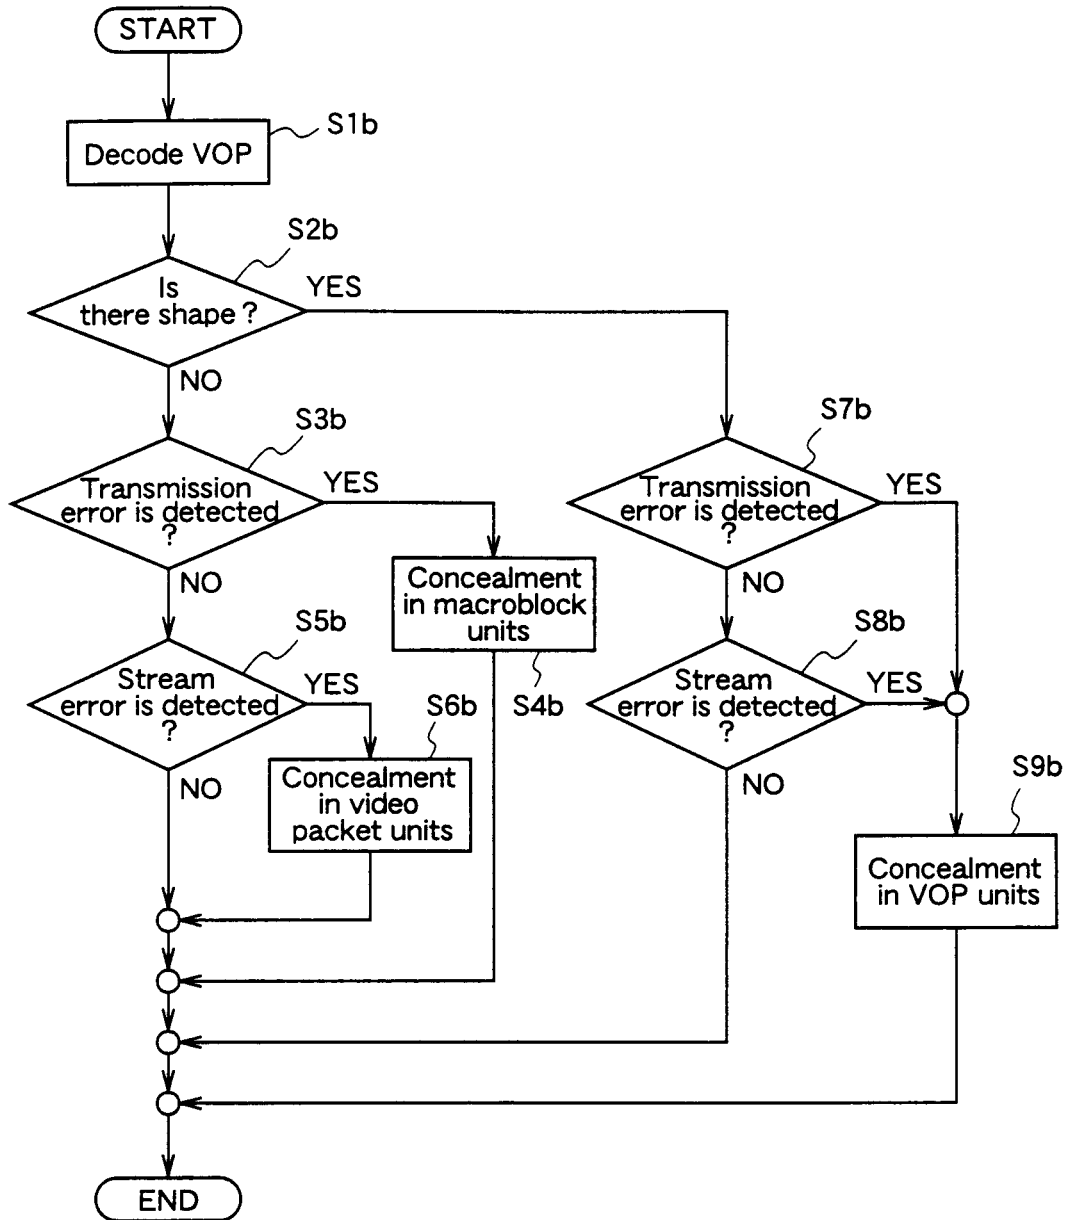 START
S1b
Decode VOP
S2b
Is
there shape ?
YES
NO
S3b
Transmission
error is detected
?
YES
NO
S7b
Transmission
error is detected
?
YES
NO
Concealment
in macroblock
units
S4b
S5b
Stream
error is detected
?
YES
NO
S6b
Concealment
in video
packet units
S8b
Stream
error is detected
?
YES
NO
S9b
Concealment
in VOP units
END